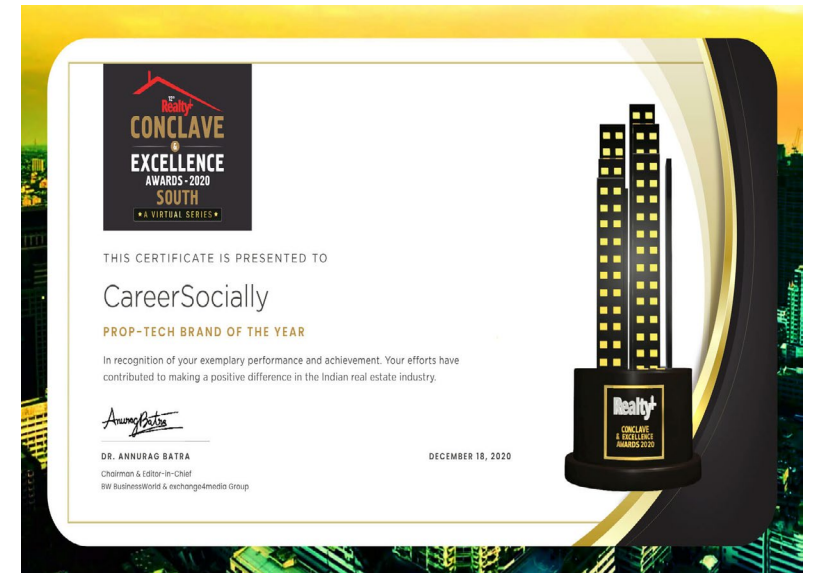 12th
Realty+
CONCLAVE
&
EXCELLENCE
AWARDS - 2020
SOUTH
★ A VIRTUAL SERIES ★
THIS CERTIFICATE IS PRESENTED TO
CareerSocially
PROP-TECH BRAND OF THE YEAR
In recognition of your exemplary performance and achievement. Your efforts have
contributed to making a positive difference in the Indian real estate industry.
Anurag Batra
DR. ANNURAG BATRA
DECEMBER 18, 2020
Chairman & Editor-in-Chief
BW BusinessWorld & exchange4media Group
Realty+
CONCLAVE
& EXCELLENCE
AWARDS 2020